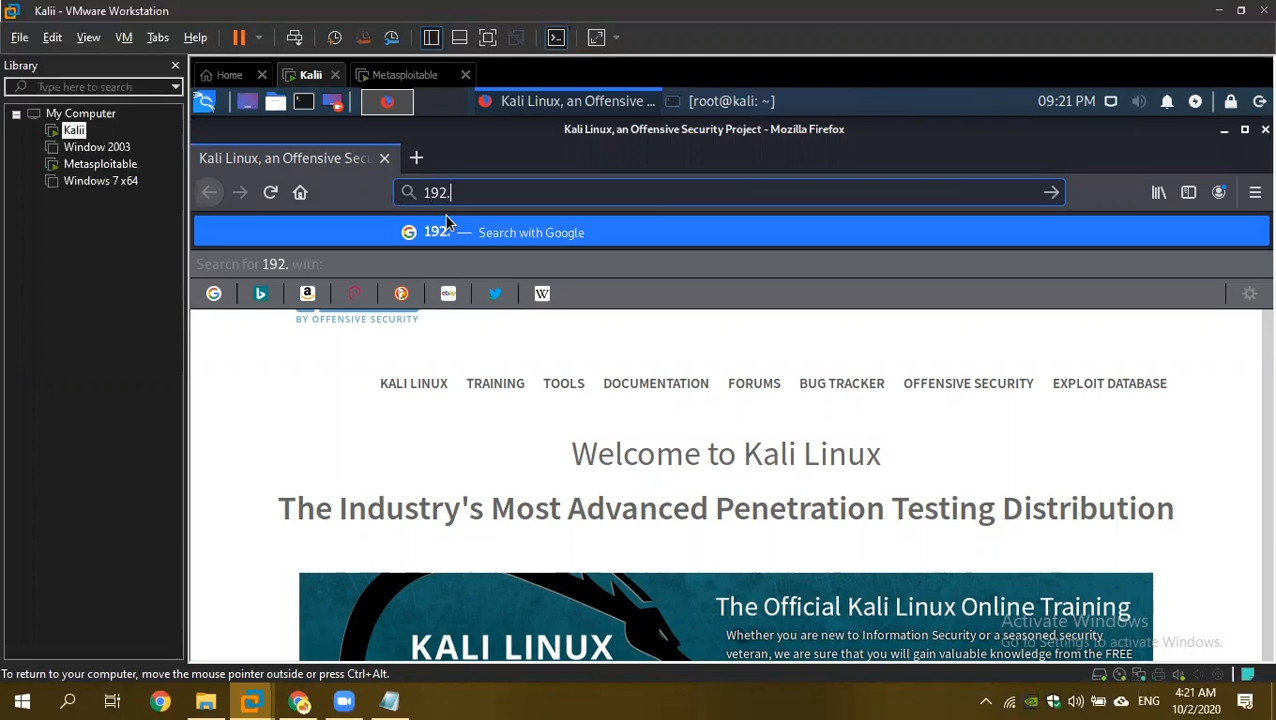 Kalii - VMware Workstation
File Edit View VM Tabs Help
Library
Type here to search
My Computer
Kalii
Window 2003
Metasploitable
Windows 7 x64
Home Kalii Metasploitable
Kali Linux, an Offensive ... [root@kali: ~] 09:21 PM
Kali Linux, an Offensive Security Project - Mozilla Firefox
Kali Linux, an Offensive Secu
192.
192. — Search with Google
Search for 192. with:
BY OFFENSIVE SECURITY
KALI LINUX TRAINING TOOLS DOCUMENTATION FORUMS BUG TRACKER OFFENSIVE SECURITY EXPLOIT DATABASE
Welcome to Kali Linux
The Industry's Most Advanced Penetration Testing Distribution
The Official Kali Linux Online Training
Whether you are new to Information Security or a seasoned security
veteran, we are sure that you will gain valuable knowledge from the FREE
KALI LINUX
Activate Windows
Go to Settings to activate Windows.
To return to your computer, move the mouse pointer outside or press Ctrl+Alt.
ENG
4:21 AM
10/2/2020